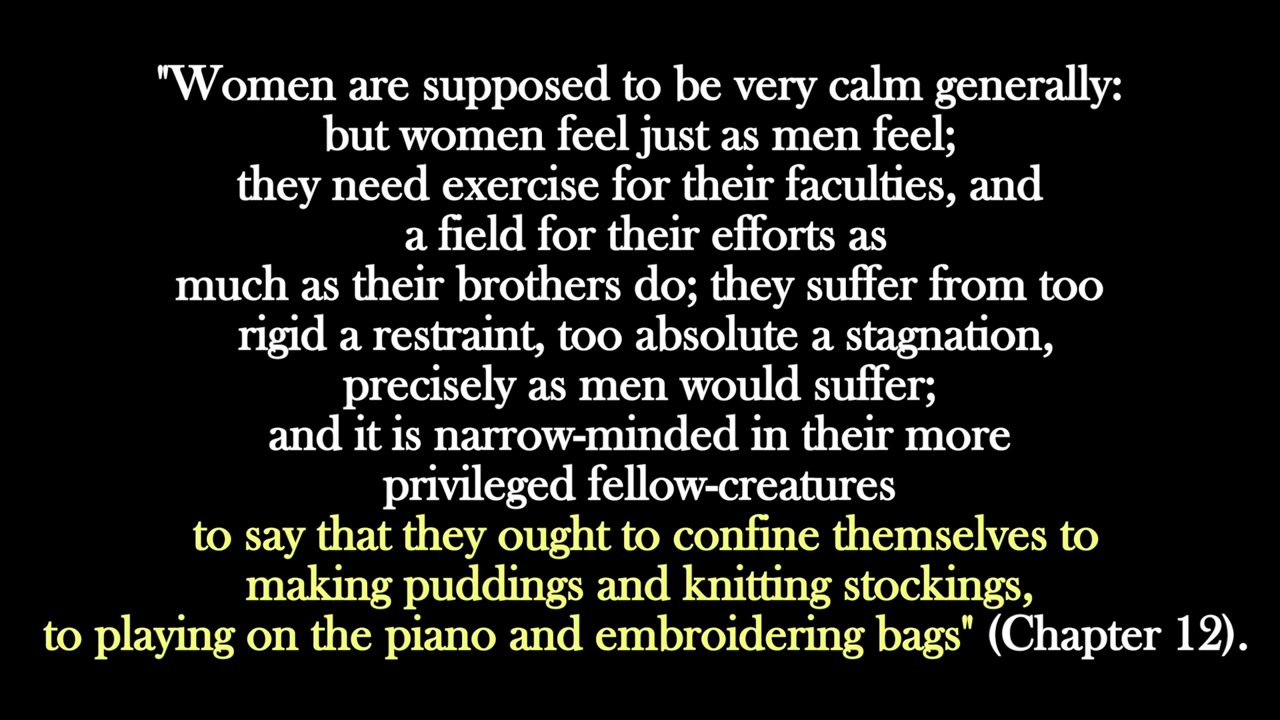 "Women are supposed to be very calm generally:
but women feel just as men feel;
they need exercise for their faculties, and
a field for their efforts as
much as their brothers do; they suffer from too
rigid a restraint, too absolute a stagnation,
precisely as men would suffer;
and it is narrow-minded in their more
privileged fellow-creatures
to say that they ought to confine themselves to
making puddings and knitting stockings,
to playing on the piano and embroidering bags" (Chapter 12).